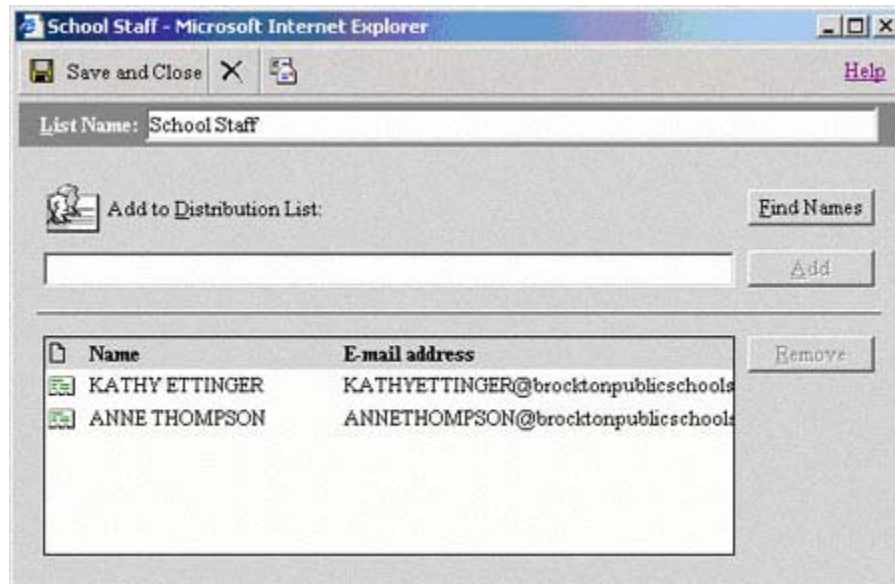 School Staff - Microsoft Internet Explorer
Save and Close
Help
List Name: School Staff
Add to Distribution List:
Find Names
Add
Name E-mail address
Remove
KATHY ETTINGER KATHYETTINGER@brocktonpublicschools
ANNE THOMPSON ANNETHOMPSON@brocktonpublicschools